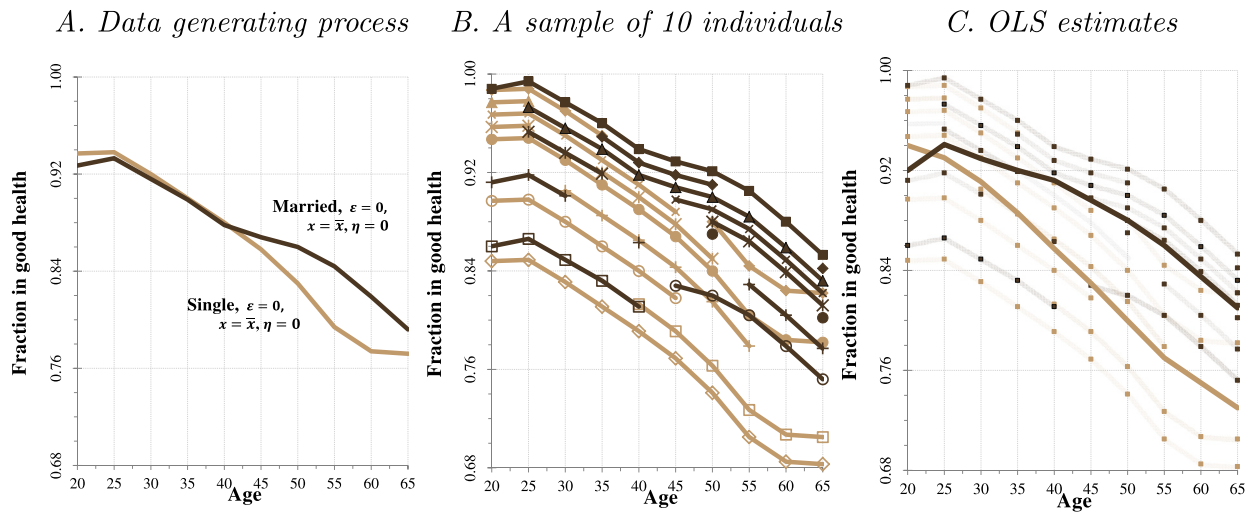 A. Data generating process
B. A sample of 10 individuals
C. OLS estimates
Fraction in good health
1.00
0.92
0.84
0.76
0.68
Married, ε = 0,
x = x̅, η = 0
Single, ε = 0,
x = x̅, η = 0
20 25 30 35 40 45 50 55 60 65
Age
Fraction in good health
1.00
0.92
0.84
0.76
0.68
20 25 30 35 40 45 50 55 60 65
Age
Fraction in good health
1.00
0.92
0.84
0.76
0.68
20 25 30 35 40 45 50 55 60 65
Age